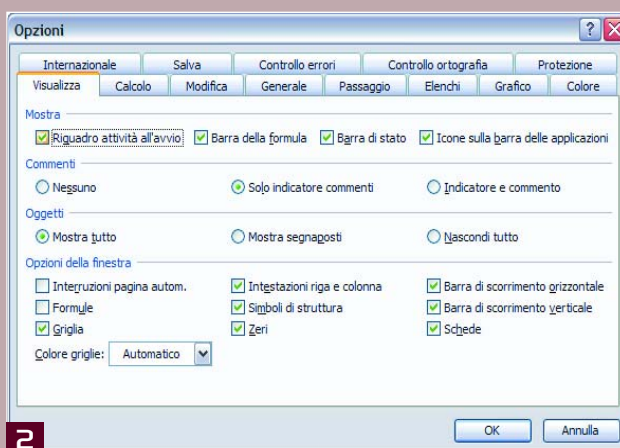 Opzioni
Internazionale Salva Controllo errori Controllo ortografia Protezione
Visualizza Calcolo Modifica Generale Passaggio Elenchi Grafico Colore
Mostra
Riquadro attività all'avvio Barra della formula Barra di stato Icone sulla barra delle applicazioni
Commenti
Nessuno Solo indicatore commenti Indicatore e commento
Oggetti
Mostra tutto Mostra segnaposti Nascondi tutto
Opzioni della finestra
Interruzioni pagina autom. Intestazioni riga e colonna Barra di scorrimento orizzontale
Formule Simboli di struttura Barra di scorrimento verticale
Griglia Zeri Schede
Colore griglie: Automatico
OK Annulla
2